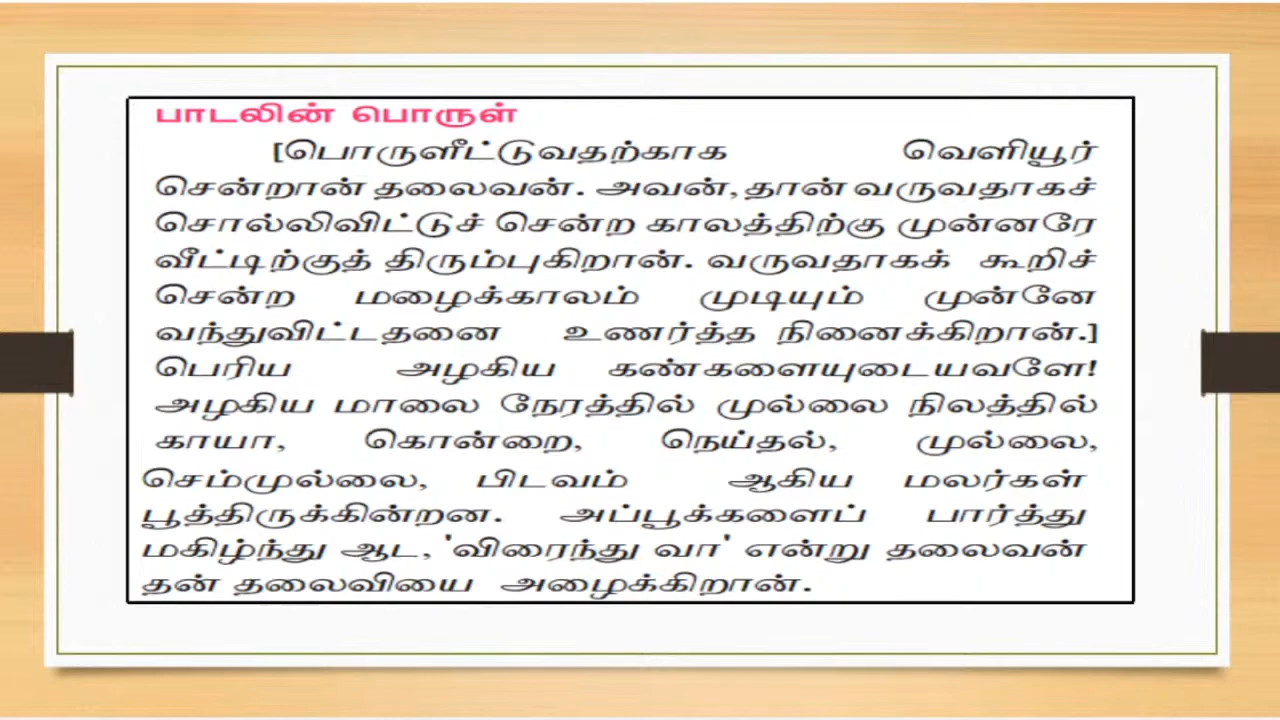 பாடலின் பொருள்
[பொருளீட்டுவதற்காக வெளியூர்
சென்றான் தலைவன். அவன், தான் வருவதாகச்
சொல்லிவிட்டுச் சென்ற காலத்திற்கு முன்னரே
வீட்டிற்குத் திரும்புகிறான். வருவதாகக் கூறிச்
சென்ற மழைக்காலம் முடியும் முன்னே
வந்துவிட்டதனை உணர்த்த நினைக்கிறான்.]
பெரிய அழகிய கண்களையுடையவளே!
அழகிய மாலை நேரத்தில் முல்லை நிலத்தில்
காயா, கொன்றை, நெய்தல், முல்லை,
செம்முல்லை, பிடவம் ஆகிய மலர்கள்
பூத்திருக்கின்றன. அப்பூக்களைப் பார்த்து
மகிழ்ந்து ஆட, 'விரைந்து வா' என்று தலைவன்
தன் தலைவியை அழைக்கிறான்.